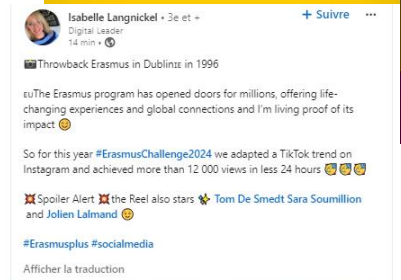 Isabelle Langnickel • 3e et +
+ Suivre ...
Digital Leader
14 min •
📸Throwback Erasmus in Dublin🇮🇪 in 1996
🇪🇺The Erasmus program has opened doors for millions, offering life-
changing experiences and global connections and I'm living proof of its
impact 😊
So for this year #ErasmusChallenge2024 we adapted a TikTok trend on
Instagram and achieved more than 12 000 views in less 24 hours 🥳🥳🥳
💥Spoiler Alert 💥the Reel also stars ✨ Tom De Smedt Sara Soumillion
and Jolien Lalmand 😊
#Erasmusplus #socialmedia
Afficher la traduction